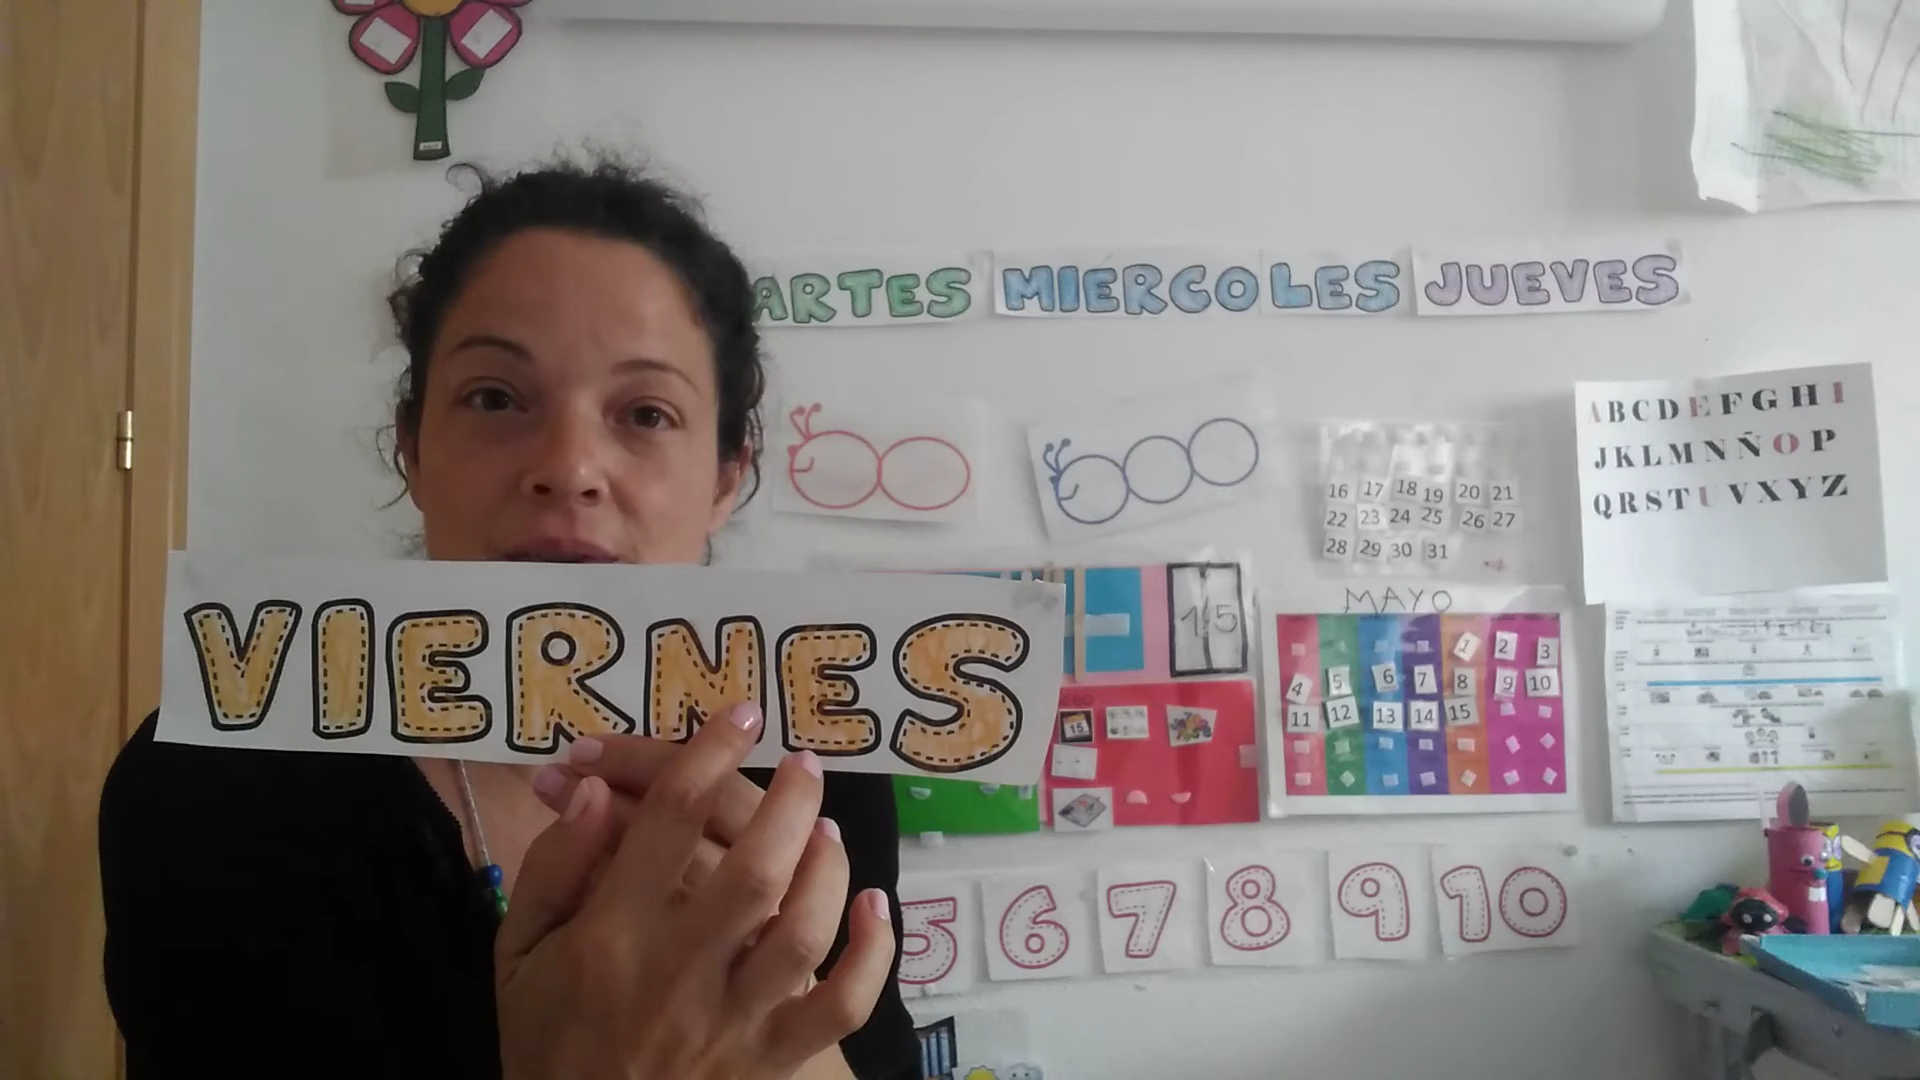 ARTES MIERCOLES JUEVES
ABCDEFGHI
JKLMNÑOP
QRSTUVXYZ
16 17 18 19 20 21
22 23 24 25 26 27
28 29 30 31
VIERNES
15
MAYO
1 2 3
4 5 6 7 8 9 10
11 12 13 14 15
15
5 6 7 8 9 10